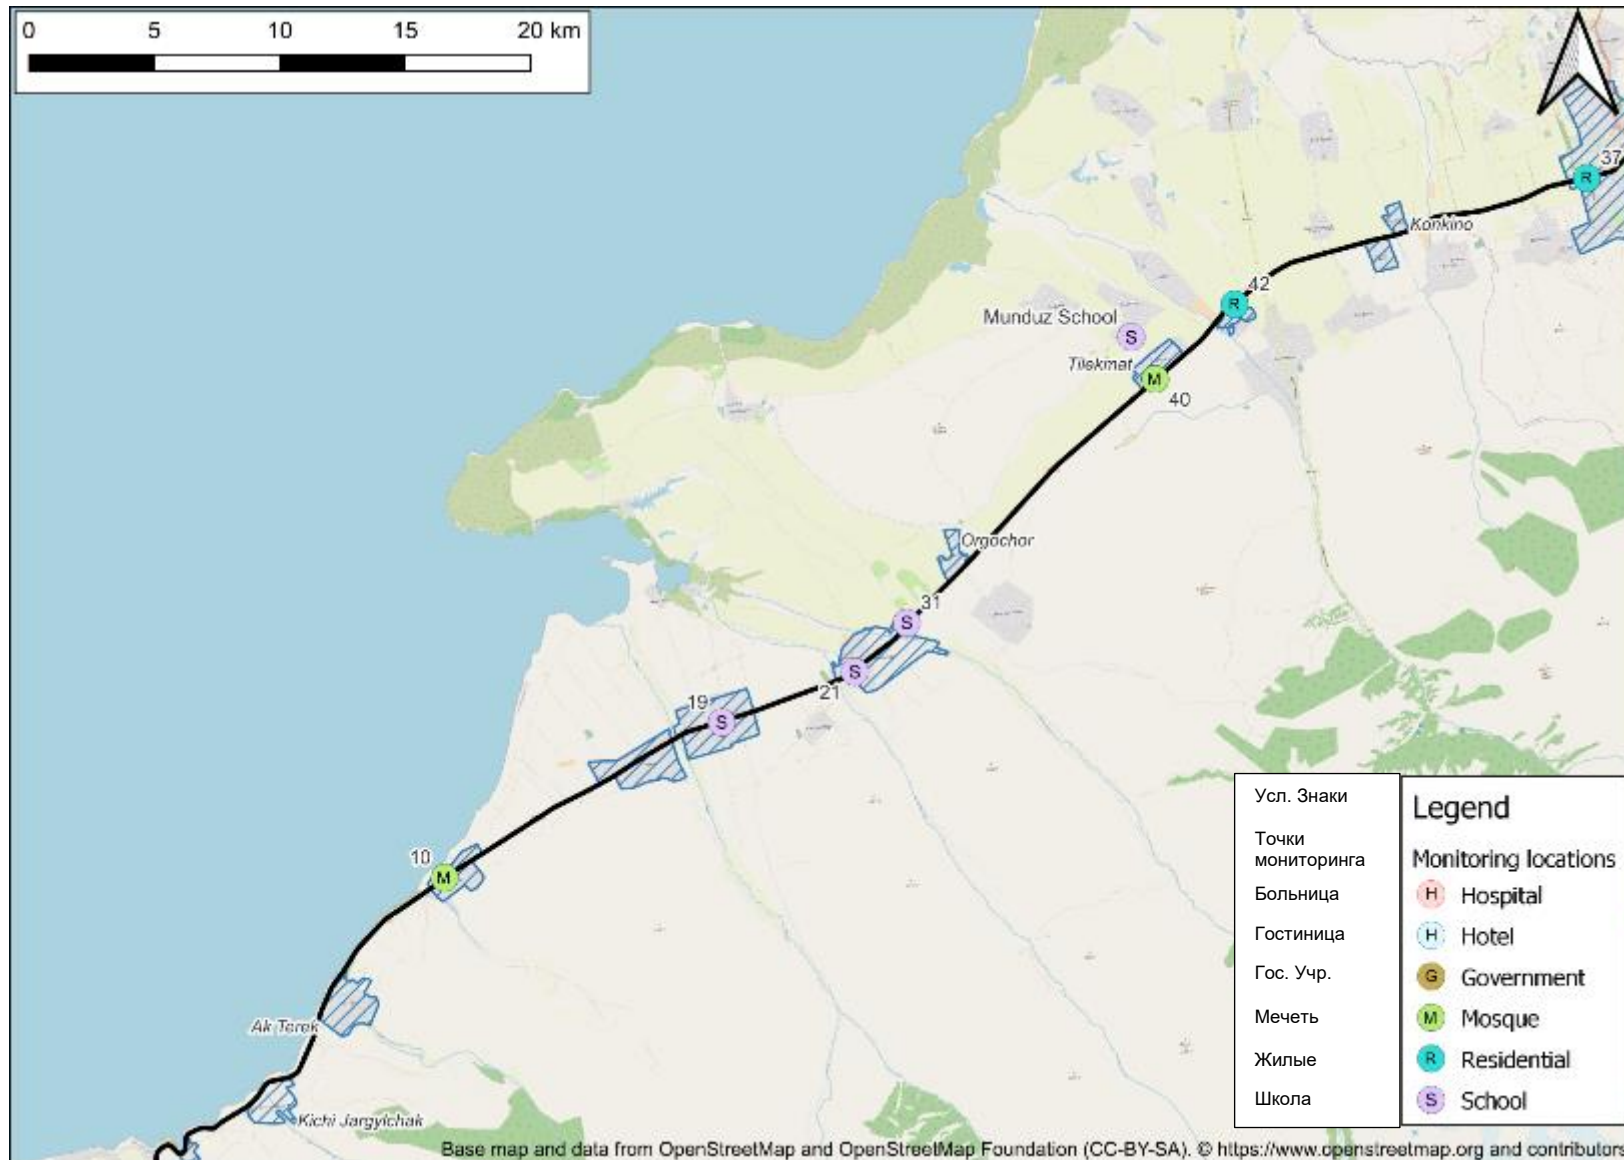 0 5 10 15 20 km
37
Konkino
42
Munduz School
S
R
R
Tilekmat
M
40
Orgochor
31
S
S
21
19
S
10
M
Ak Terek
Kichi Jargylchak
Усл. Знаки
Точки
мониторинга
Больница
Гостиница
Гос. Учр.
Мечеть
Жилые
Школа
Legend
Monitoring locations
H Hospital
H Hotel
G Government
M Mosque
R Residential
S School
Base map and data from OpenStreetMap and OpenStreetMap Foundation (CC-BY-SA). © https://www.openstreetmap.org and contributors